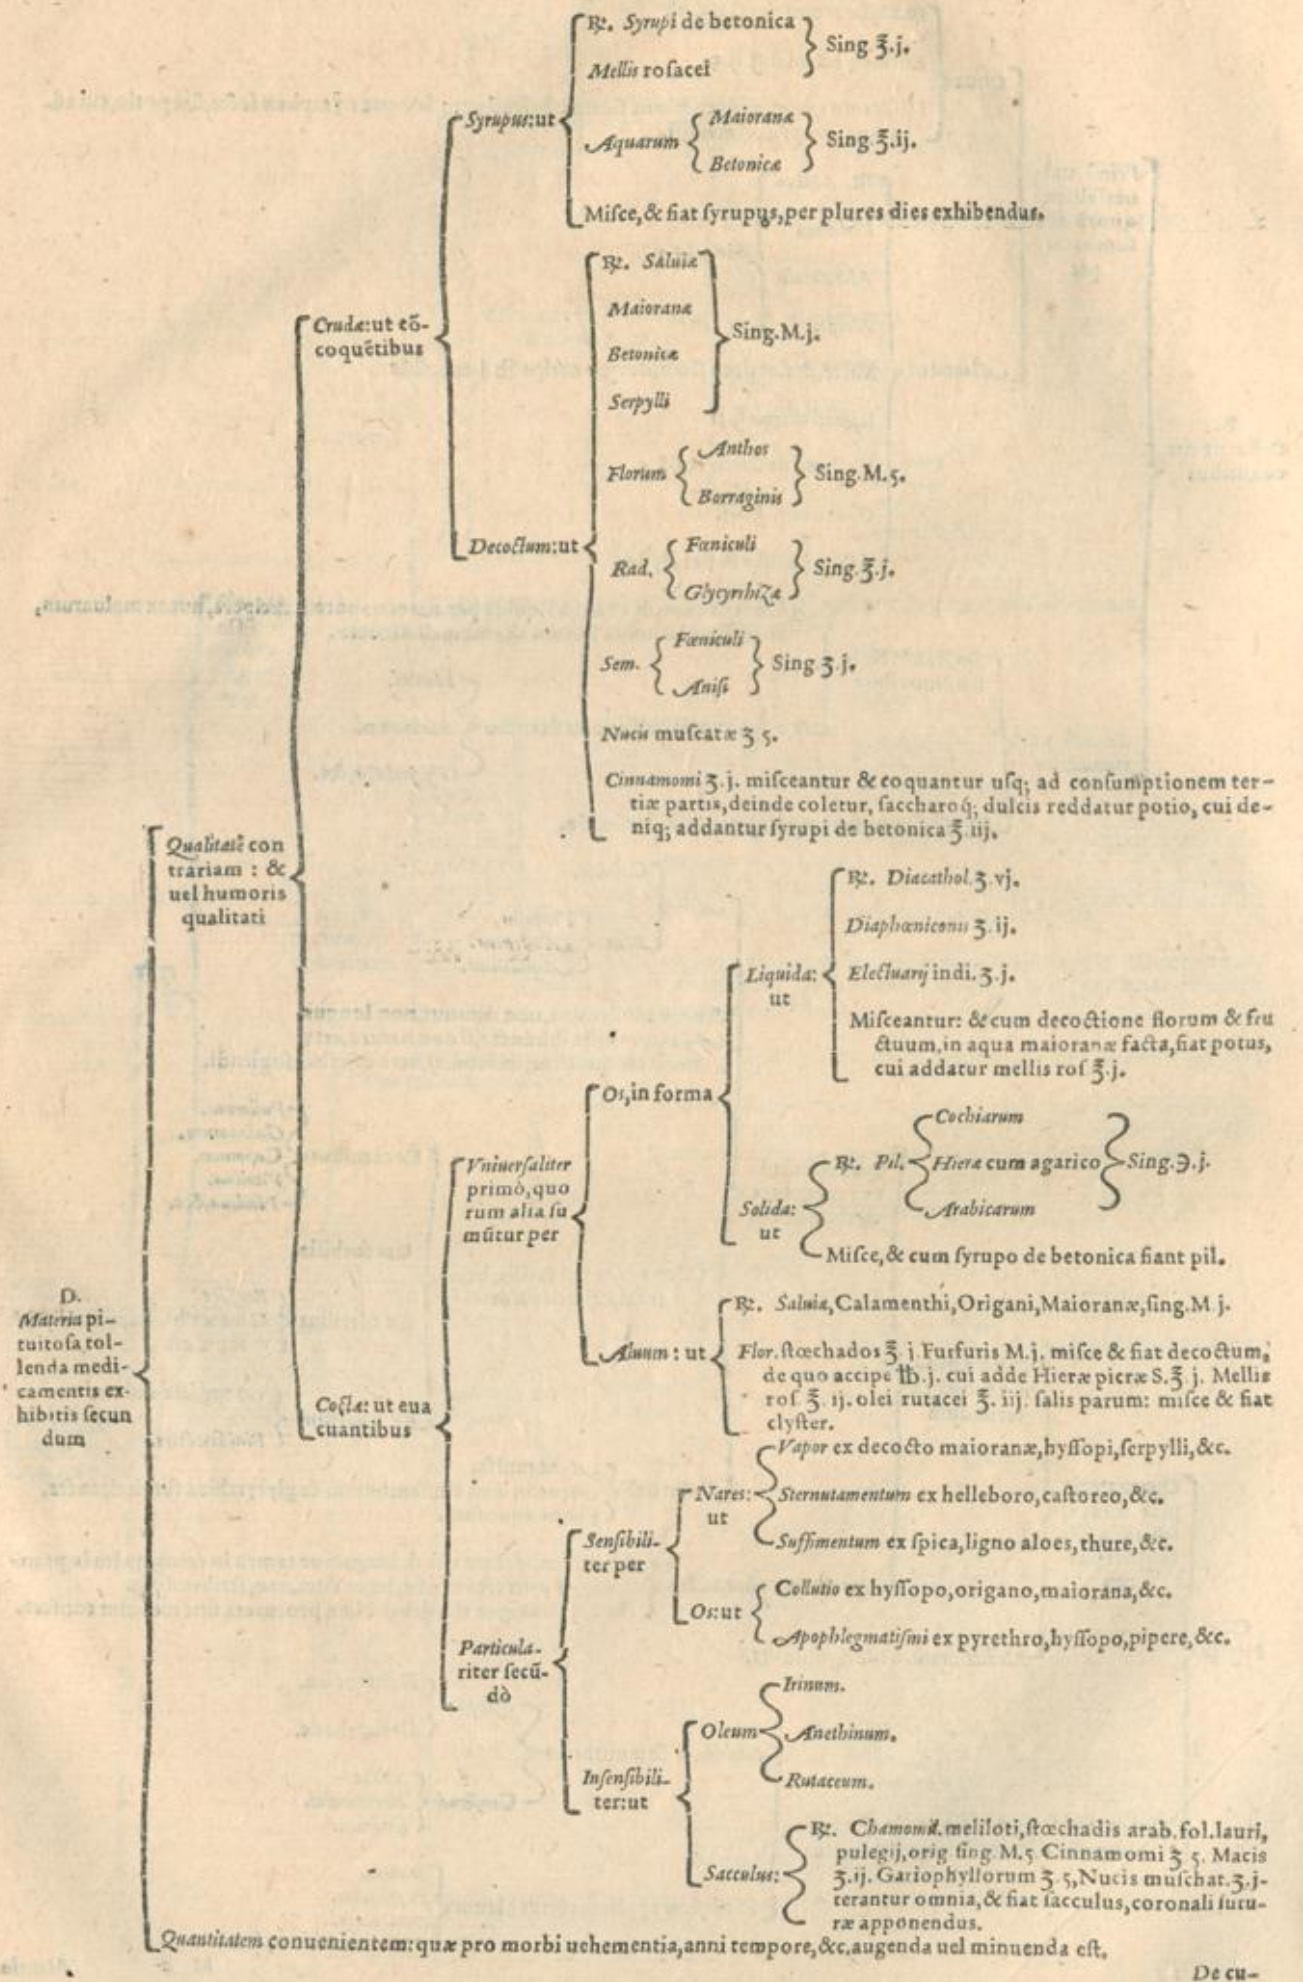 ℞. Syrupi de betonica
Mellis rosacei
Sing ℥.j.
Syrupus:ut
Aquarum
Maioranæ
Betonicæ
Sing ℥.ij.
Misce,& fiat syrupus,per plures dies exhibendus.
Crudæ:ut cō-
coquētibus
℞. Saluiæ
Maioranæ
Betonicæ
Serpylli
Sing.M.j.
Florum
Anthos
Borraginis
Sing.M.5.
Decoctum:ut
Rad.
Fœniculi
Glycyrrhizæ
Sing.℥.j.
Sem.
Fœniculi
Anisi
Sing ʒ.j.
Nucis muscatæ ʒ 5.
Cinnamomi ʒ.j. misceantur & coquantur usq; ad consumptionem ter-
tiæ partis,deinde coletur, saccharoq́; dulcis reddatur potio, cui de-
niq; addantur syrupi de betonica ℥.iij.
Qualitatē con
trariam : &
uel humoris
qualitati
℞. Diacathol.ʒ.vj.
Diaphœniconis ʒ.ij.
Liquida:
ut
Electuarij indi.ʒ.j.
Misceantur: & cum decoctione florum & fru
ctuum,in aqua maioranæ facta,fiat potus,
cui addatur mellis ros ℥.j.
Os,in forma
Vniuersaliter
primò,quo
rum alia su
mūtur per
Solida:
ut
℞. Pil.
Cochiarum
Hieræ cum agarico
Arabicarum
Sing.℈.j.
Misce,& cum syrupo de betonica fiant pil.
D.
Materia pi-
tuitosa tol-
lenda medi-
camentis ex-
hibitis secun
dum
Aluum : ut
℞. Saluiæ,Calamenthi,Origani,Maioranæ,sing.M j.
Flor.stœchados ℥. j.Furfuris M.j. misce & fiat decoctum,
de quo accipe ℔.j. cui adde Hieræ picræ S.℥.j. Mellis
ros ℥. ij.olei rutacei ℥.iij. salis parum: misce & fiat
clyster.
Coctæ: ut eua
cuantibus
Sensibili-
ter per
Nares:
ut
Vapor ex decocto maioranæ,hyssopi,serpylli,&c.
Sternutamentum ex helleboro,castoreo,&c.
Suffimentum ex spica,ligno aloes,thure,&c.
Os:ut
Collutio ex hyssopo,origano,maiorana,&c.
Apophlegmatismi ex pyrethro,hyssopo,pipere,&c.
Particula-
riter secū-
dò
Insensibili-
ter:ut
Oleum
Irinum.
Anethinum.
Rutaceum.
Sacculus:
℞. Chamomil.meliloti,stœchadis arab.fol.lauri,
pulegij,orig sing.M.5 Cinnamomi ʒ 5. Macis
ʒ.ij. Gariophyllorum ʒ.5,Nucis muschat.ʒ.j-
terantur omnia,& fiat sacculus,coronali sutu-
ræ apponendus.
Quantitatem conuenientem:quæ pro morbi uehementia,anni tempore,&c.augenda uel minuenda est.
De cu-